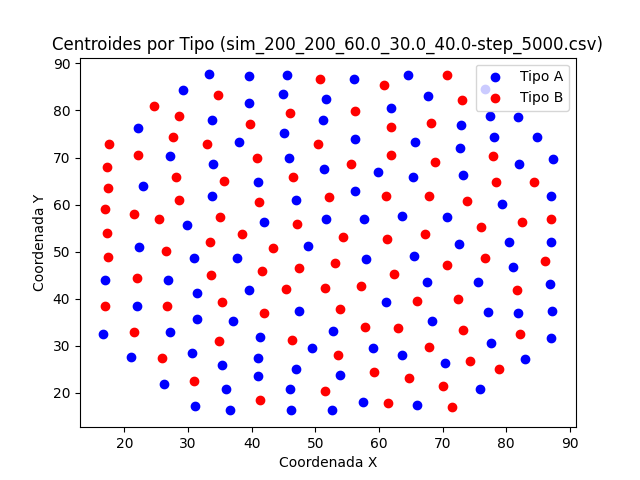 Centroides por Tipo (sim_200_200_60.0_30.0_40.0-step_5000.csv)
Tipo A
Tipo B
Coordenada Y
90
80
70
60
50
40
30
20
20 30 40 50 60 70 80 90
Coordenada X